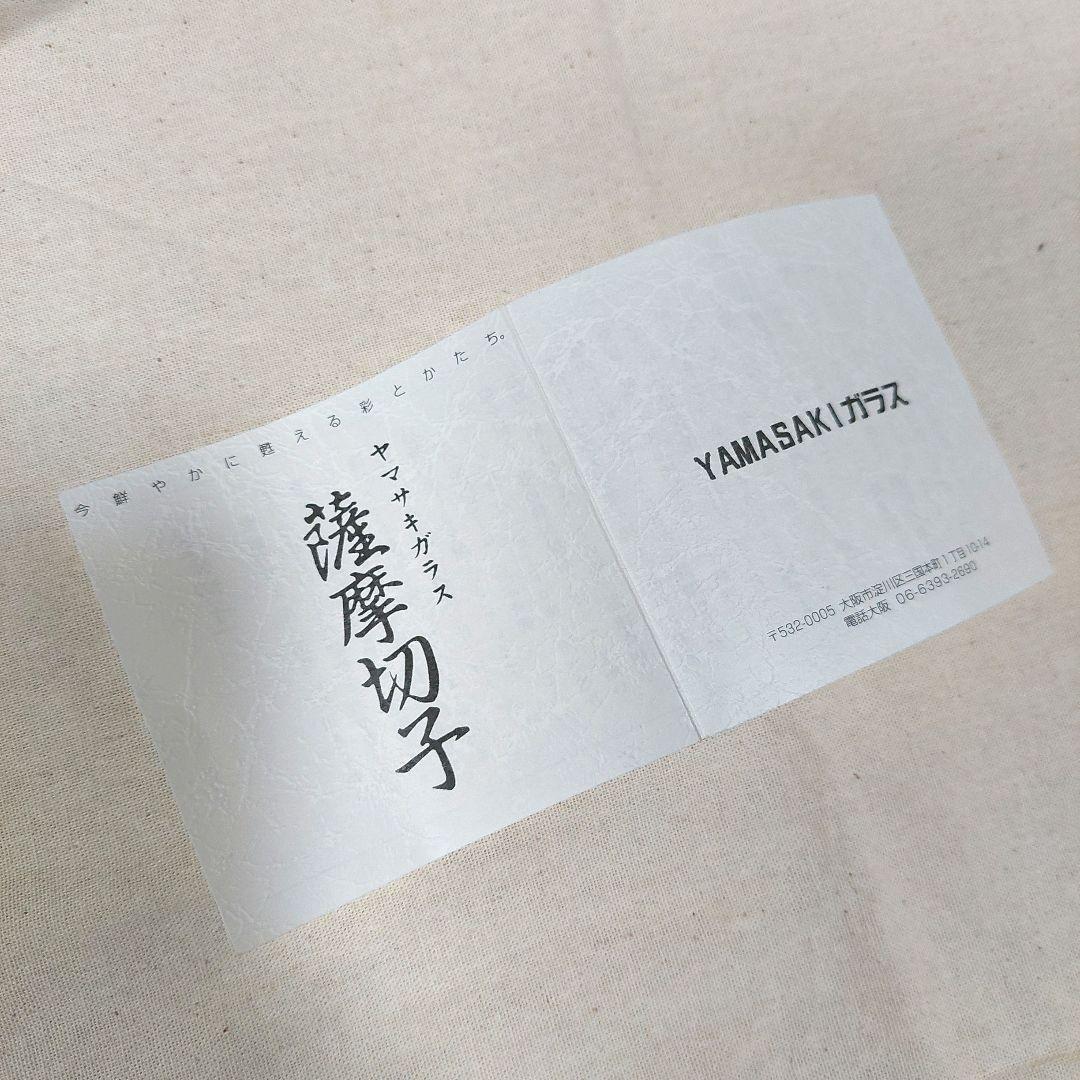 今鮮やかに甦える彩とかたち。
ヤマサキガラス
薩摩切子
YAMASAKIガラス
〒532-0005 大阪市淀川区三国本町1丁目10-14
電話大阪 06-6393-2690